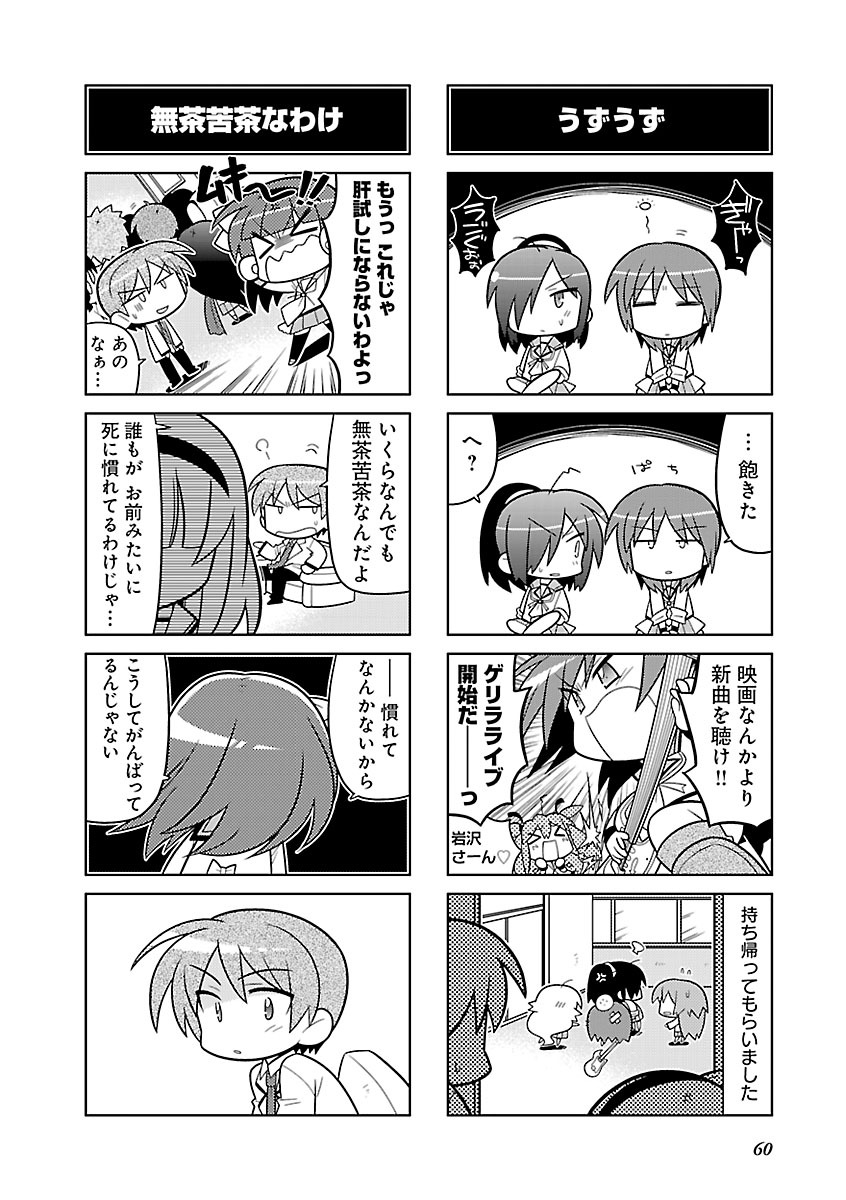 うずうず
ぎゃーっ
うごくぉぉ
… 飽きた
ぱち
へ?
映画なんかより
新曲を聴け!!
ゲリラライブ
開始だ――っ
岩沢
さーん♡
持ち帰ってもらいました
無茶苦茶なわけ
もうっ これじゃ
肝試しにならないわよっ
ムキ〜〜!!
あの
なぁ…
いくらなんでも
無茶苦茶なんだよ
誰もが お前みたいに
死に慣れてるわけじゃ…
――慣れて
なんかないから
こうしてがんばって
るんじゃない
60